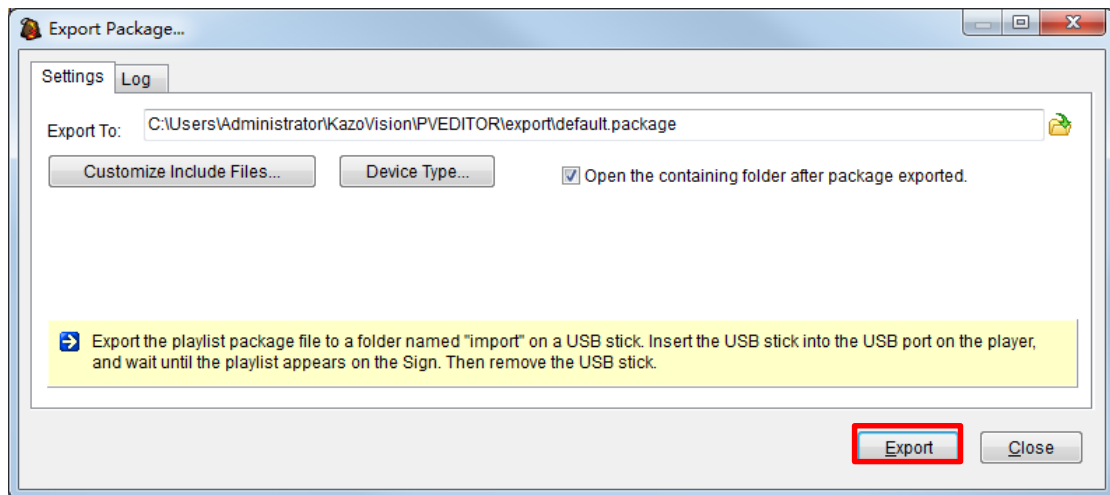 Export Package...
Settings
Log
Export To: C:\Users\Administrator\KazoVision\PVEDITOR\export\default.package
Customize Include Files... Device Type... Open the containing folder after package exported.
Export the playlist package file to a folder named "import" on a USB stick. Insert the USB stick into the USB port on the player,
and wait until the playlist appears on the Sign. Then remove the USB stick.
Export Close